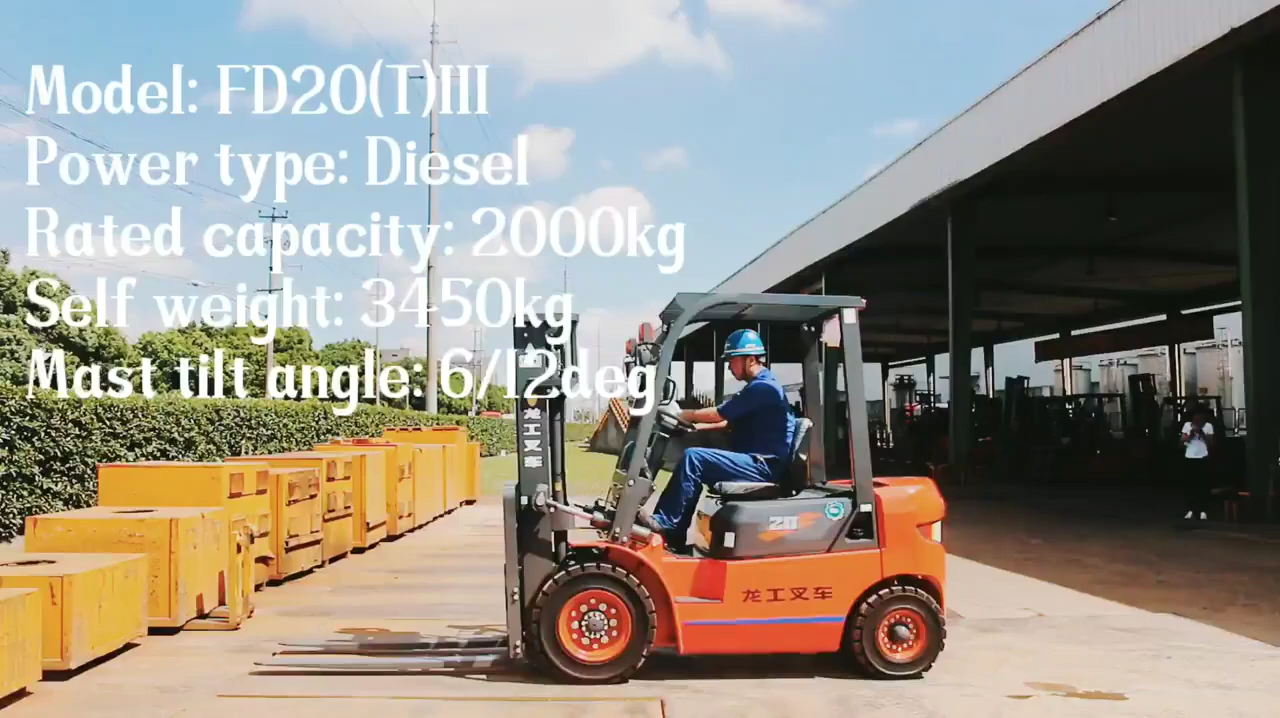 Model: FD20(T)III
Power type: Diesel
Rated capacity: 2000kg
Self weight: 3450kg
Mast tilt angle: 6/12deg
龙工叉车
20
龙工叉车